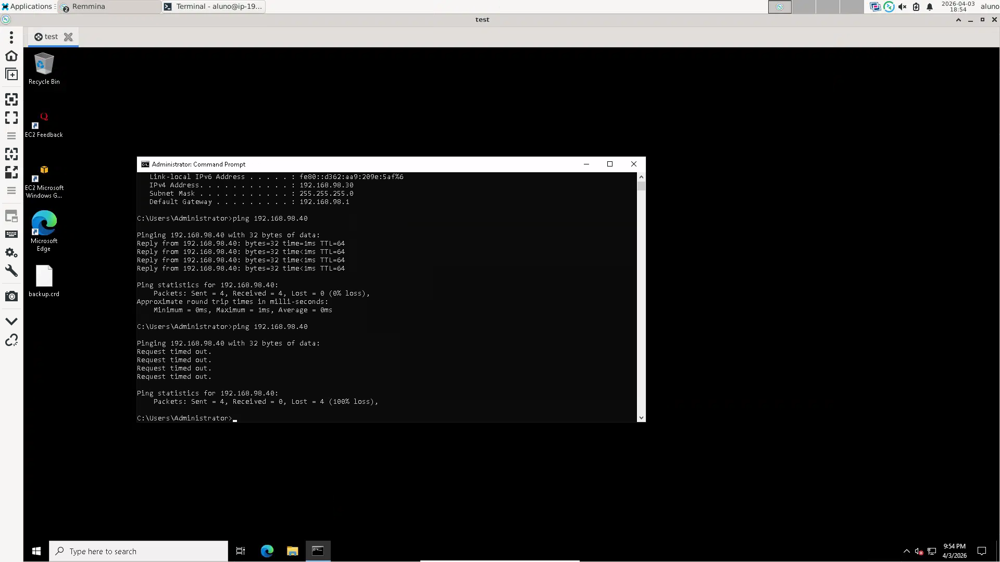 Applications
2
Remmina
Terminal - aluno@ip-19...
2026-04-03
18:54
aluno
test
test
Recycle Bin
Q
EC2 Feedback
EC2 Microsoft
Windows G...
Microsoft
Edge
backup.crd
Administrator: Command Prompt
Link-local IPv6 Address . . . . . : fe80::d362:aa9:209e:5af%6
IPv4 Address. . . . . . . . . . . : 192.168.98.30
Subnet Mask . . . . . . . . . . . : 255.255.255.0
Default Gateway . . . . . . . . . : 192.168.98.1
C:\Users\Administrator>ping 192.168.98.40
Pinging 192.168.98.40 with 32 bytes of data:
Reply from 192.168.98.40: bytes=32 time=1ms TTL=64
Reply from 192.168.98.40: bytes=32 time<1ms TTL=64
Reply from 192.168.98.40: bytes=32 time<1ms TTL=64
Reply from 192.168.98.40: bytes=32 time<1ms TTL=64
Ping statistics for 192.168.98.40:
Packets: Sent = 4, Received = 4, Lost = 0 (0% loss),
Approximate round trip times in milli-seconds:
Minimum = 0ms, Maximum = 1ms, Average = 0ms
C:\Users\Administrator>ping 192.168.98.40
Pinging 192.168.98.40 with 32 bytes of data:
Request timed out.
Request timed out.
Request timed out.
Request timed out.
Ping statistics for 192.168.98.40:
Packets: Sent = 4, Received = 0, Lost = 4 (100% loss),
C:\Users\Administrator>
Type here to search
9:54 PM
4/3/2026